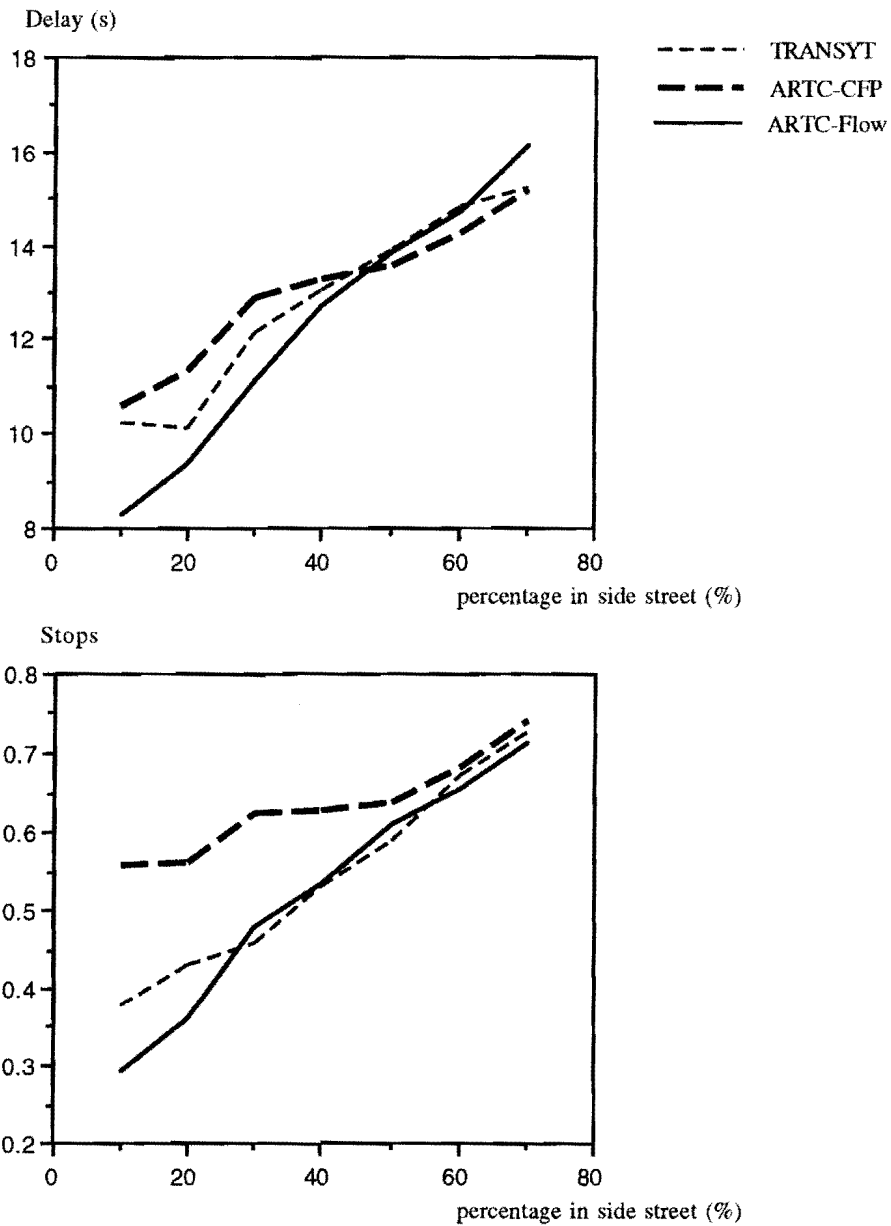 Delay (s)
18
16
14
12
10
8
0 20 40 60 80
percentage in side street (%)
TRANSYT
ARTC-CFP
ARTC-Flow
Stops
0.8
0.7
0.6
0.5
0.4
0.3
0.2
0 20 40 60 80
percentage in side street (%)